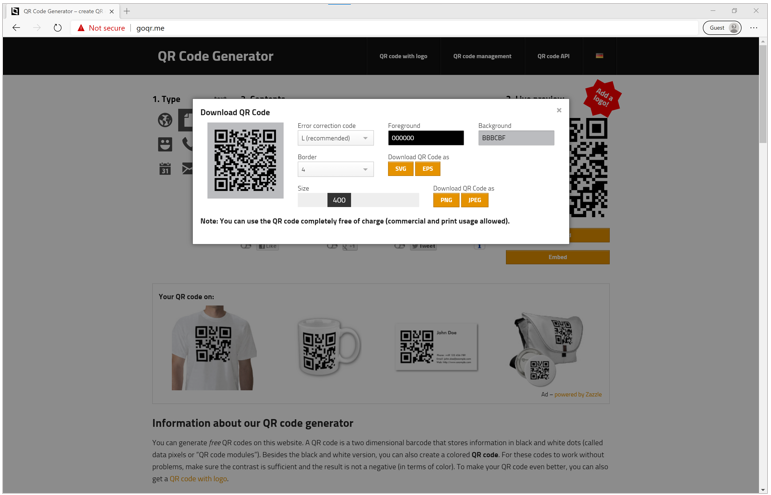 QR Code Generator – create QR
Not secure
goqr.me
Guest
QR Code Generator
QR code with logo
QR code management
QR code API
1. Type
Add a
logo!
Download QR Code
Error correction code
Foreground
Background
L (recommended)
000000
BBBCBF
Border
Download QR Code as
4
SVG
EPS
Size
Download QR Code as
400
PNG
JPEG
Note: You can use the QR code completely free of charge (commercial and print usage allowed).
Embed
Your QR code on:
John Doe
Ad – powered by Zazzle
Information about our QR code generator
You can generate free QR codes on this website. A QR code is a two dimensional barcode that stores information in black and white dots (called
data pixels or "QR code modules"). Besides the black and white version, you can also create a colored QR code. For these codes to work without
problems, make sure the contrast is sufficient and the result is not a negative (in terms of color). To make your QR code even better, you can also
get a QR code with logo.